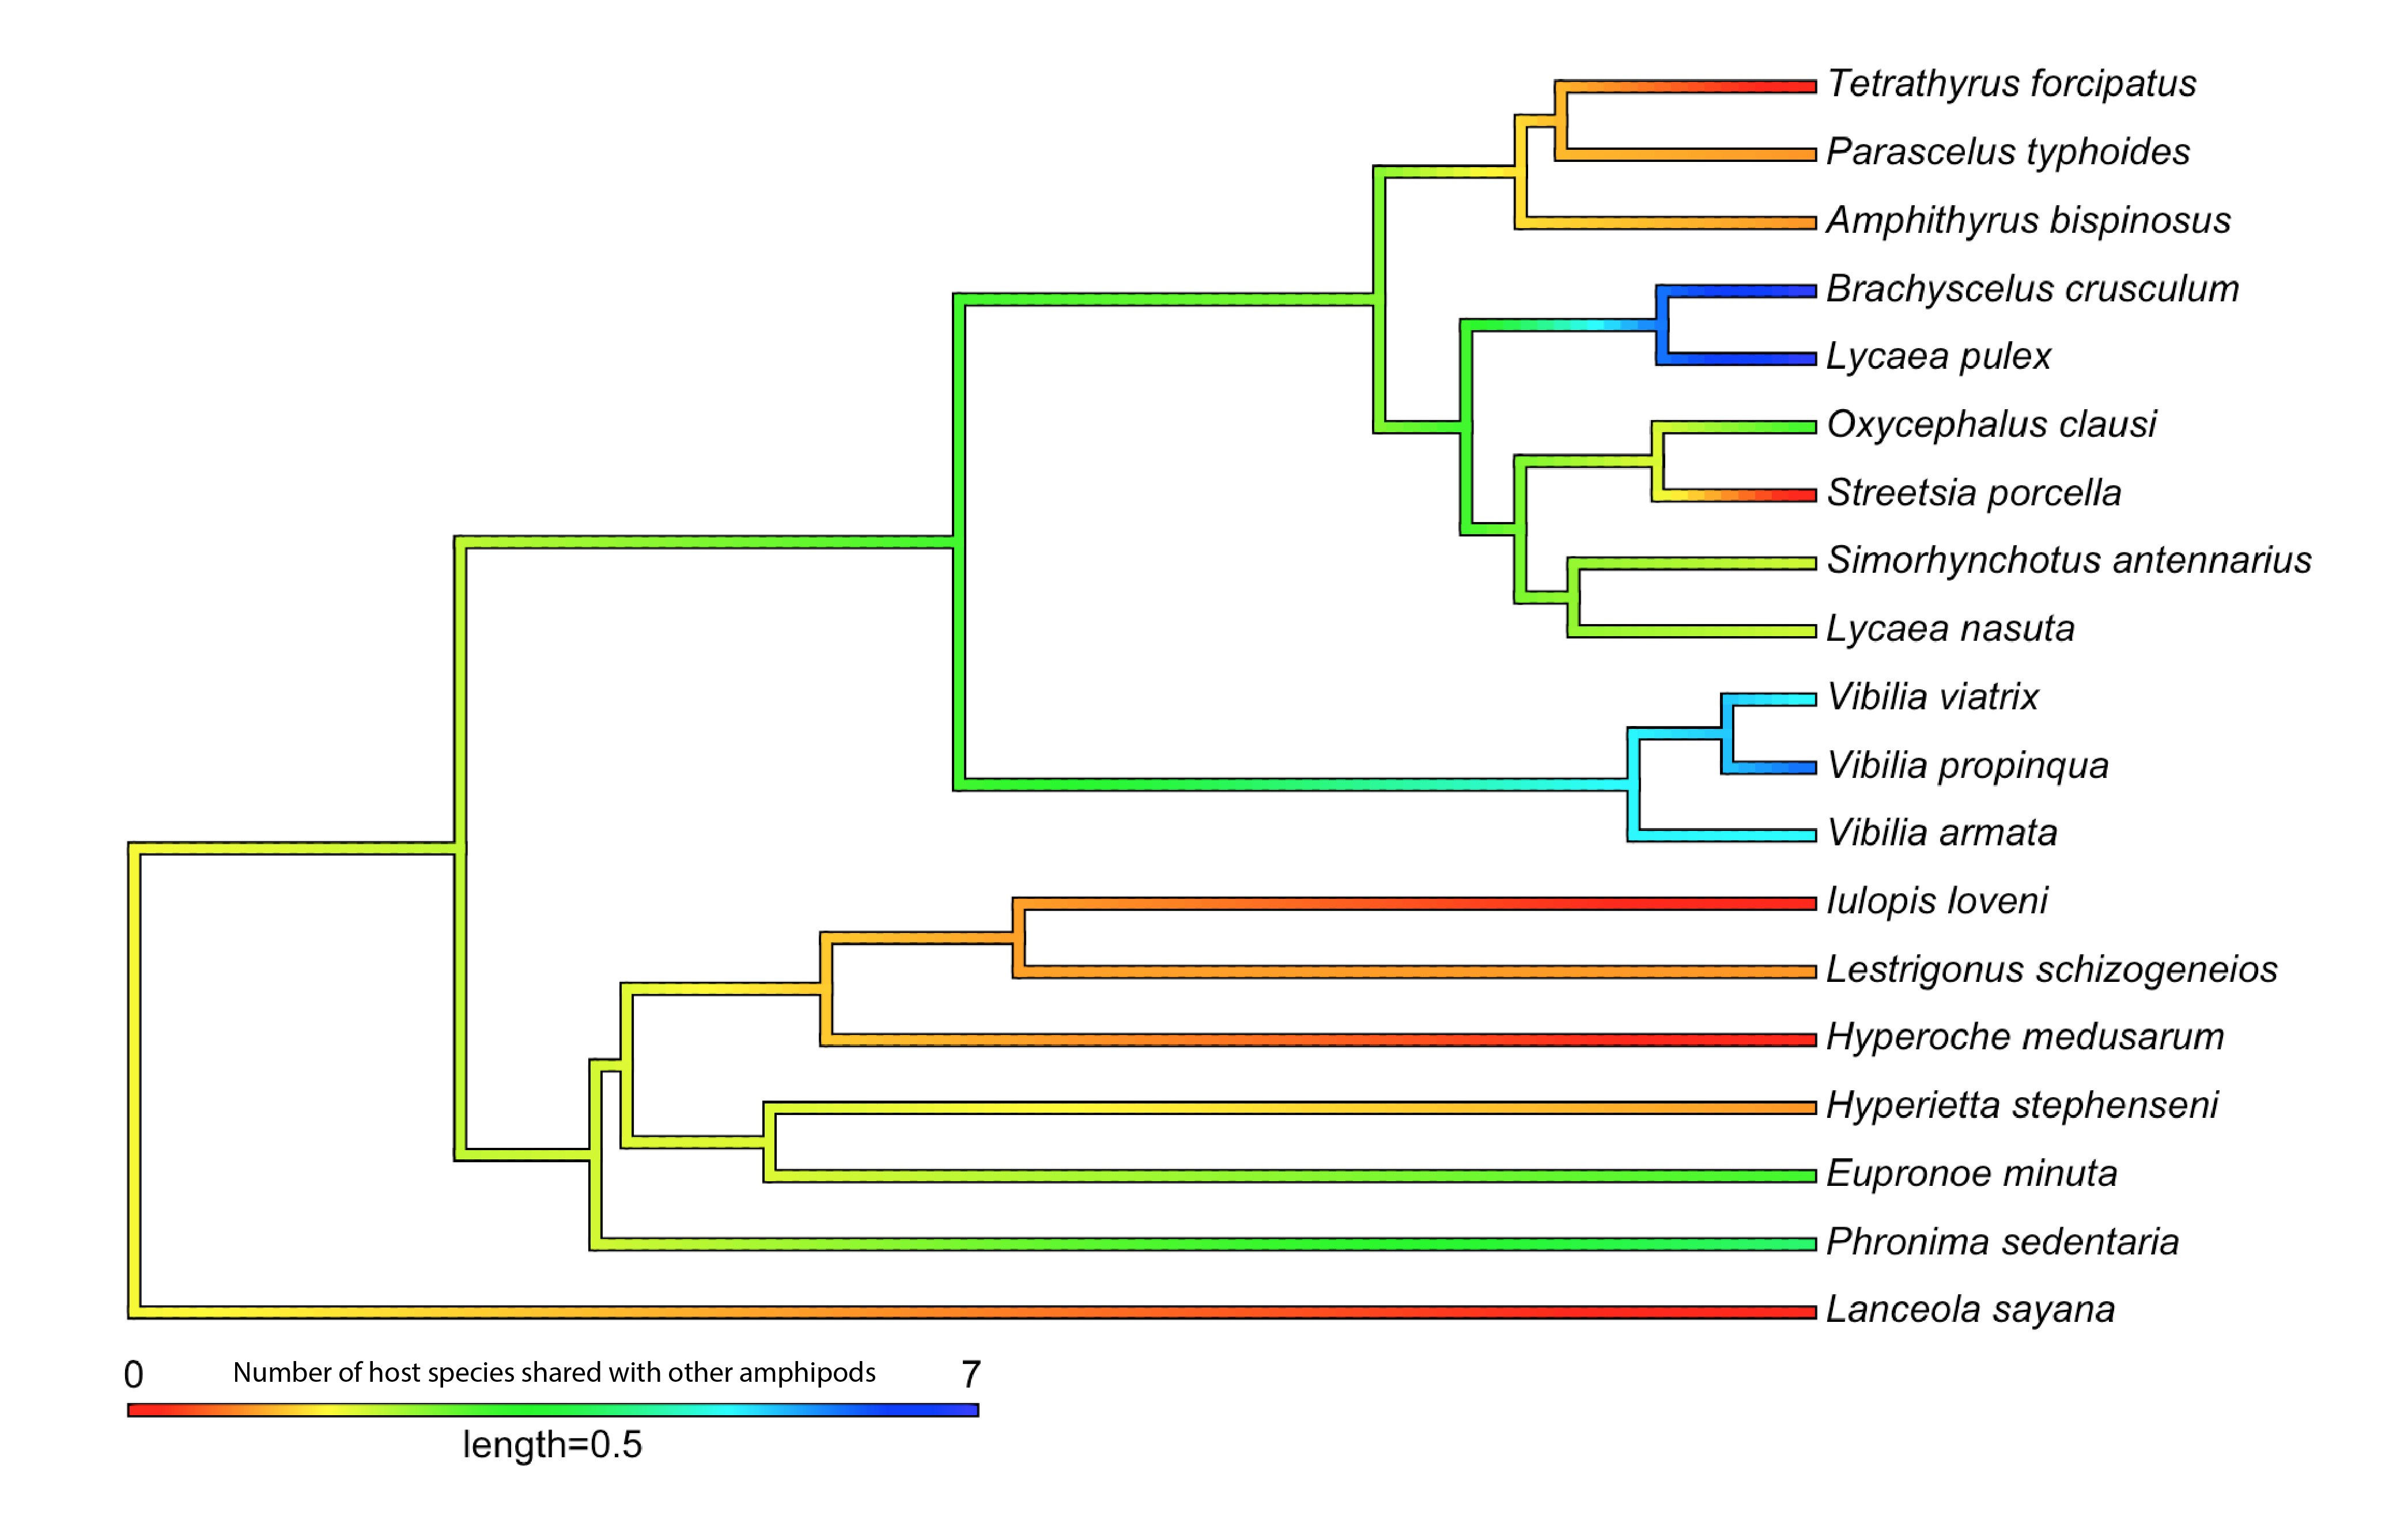 Tetrathyrus forcipatus
Parascelus typhoides
Amphithyrus bispinosus
Brachyscelus crusculum
Lycaea pulex
Oxycephalus clausi
Streetsia porcella
Simorhynchotus antennarius
Lycaea nasuta
Vibilia viatrix
Vibilia propinqua
Vibilia armata
Iulopis loveni
Lestrigonus schizogeneios
Hyperoche medusarum
Hyperietta stephenseni
Eupronoe minuta
Phronima sedentaria
Lanceola sayana
0 Number of host species shared with other amphipods 7
length=0.5